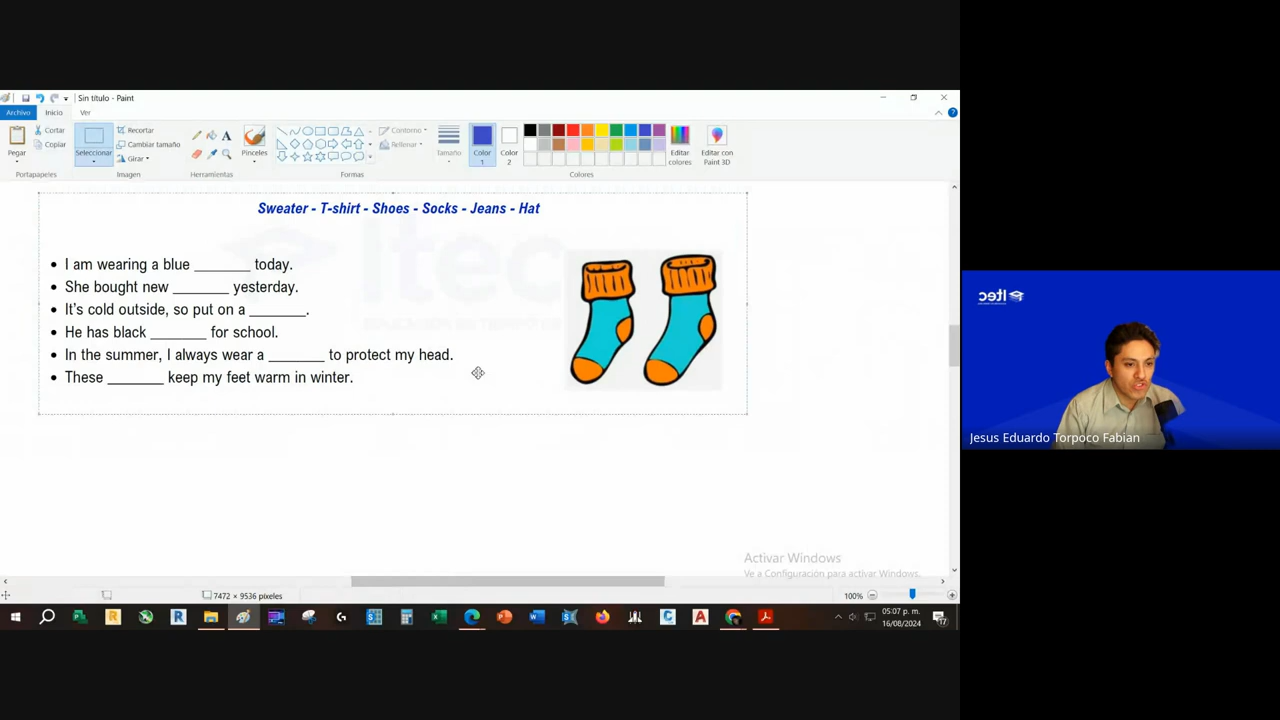 Sin título - Paint
Archivo Inicio Ver
Pegar
Cortar
Copiar
Portapapeles
Seleccionar
Recortar
Cambiar tamaño
Girar
Imagen
A
Herramientas
Pinceles
Contorno
Rellenar
Formas
Tamaño
Color 1
Color 2
Colores
Editar colores
Editar con Paint 3D
Sweater - T-shirt - Shoes - Socks - Jeans - Hat
Itec
• I am wearing a blue _______ today.
• She bought new _______ yesterday.
• It's cold outside, so put on a _______.
• He has black _______ for school.
• In the summer, I always wear a _______ to protect my head.
• These _______ keep my feet warm in winter.
Activar Windows
Ve a Configuración para activar Windows.
7472 × 9536 píxeles
100%
05:07 p. m.
16/08/2024
Itec
Jesus Eduardo Torpoco Fabian